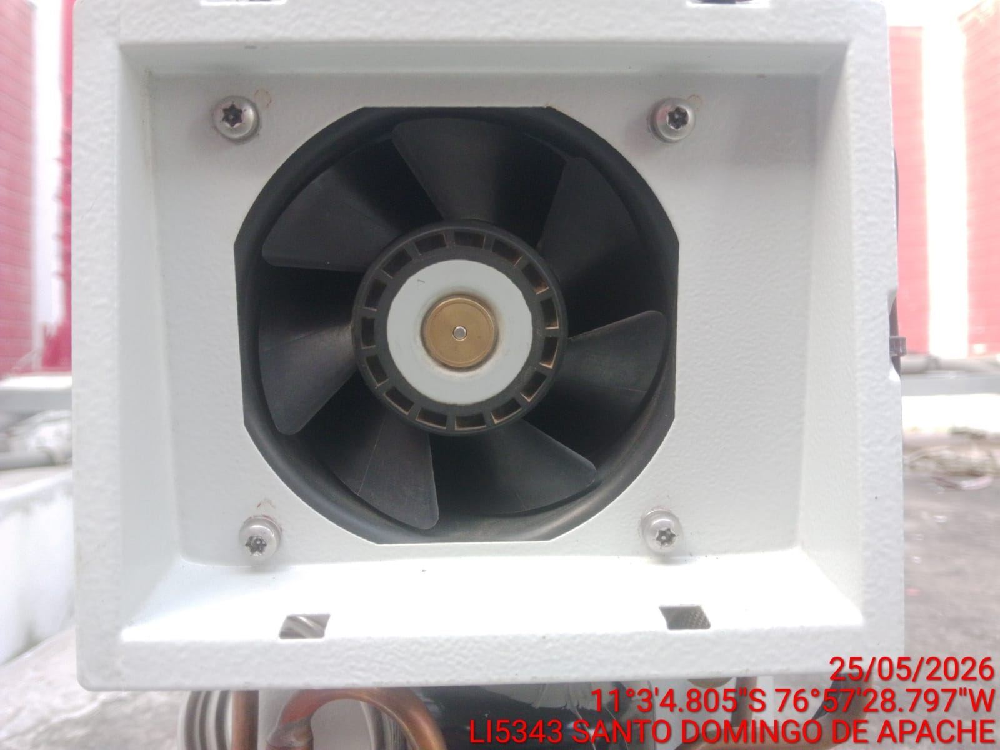 25/05/2026
11°3'4.805"S 76°57'28.797"W
LI5343 SANTO DOMINGO DE APACHE